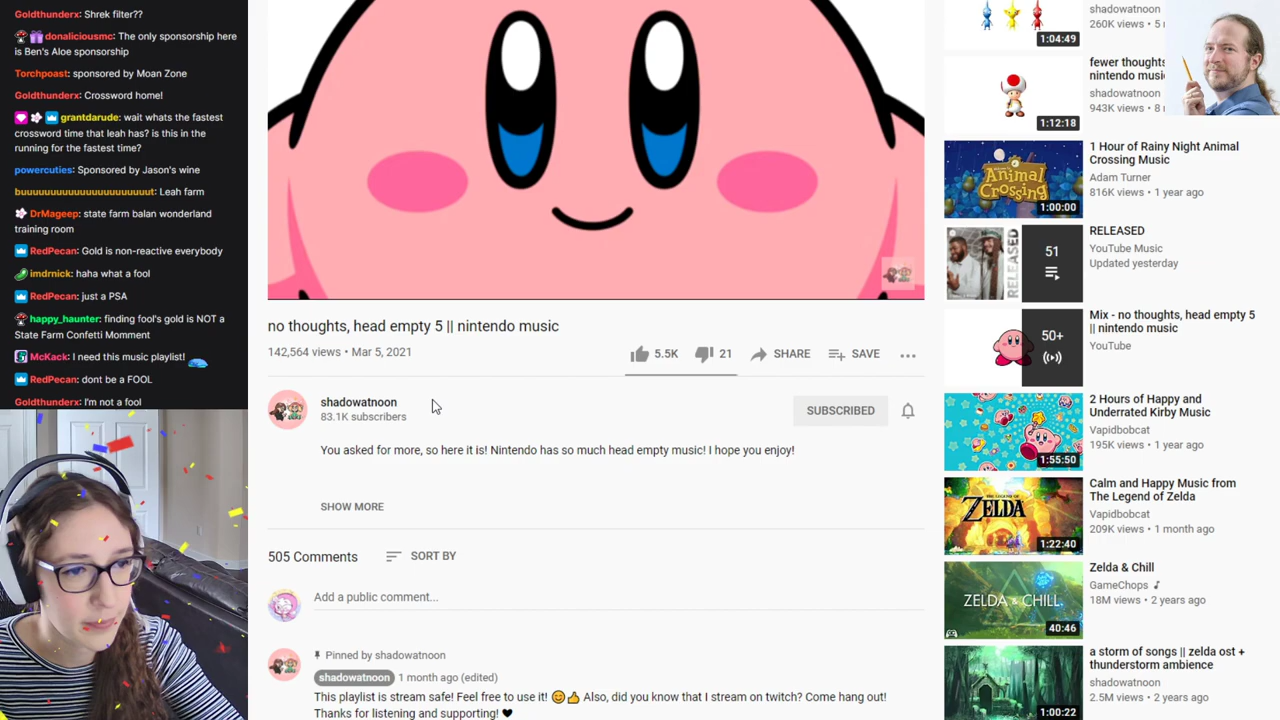 Goldthunderx: Shrek filter??
donaliciousmc: The only sponsorship here
is Ben's Aloe sponsorship
Torchpoast: sponsored by Moan Zone
Goldthunderx: Crossword home!
grantdarude: wait whats the fastest
crossword time that leah has? is this in the
running for the fastest time?
powercuties: Sponsored by Jason's wine
buuuuuuuuuuuuuuuuuuuuuut: Leah farm
DrMageep: state farm balan wonderland
training room
RedPecan: Gold is non-reactive everybody
imdrnick: haha what a fool
RedPecan: just a PSA
happy_haunter: finding fool's gold is NOT a
State Farm Confetti Momment
McKack: I need this music playlist!
RedPecan: dont be a FOOL
Goldthunderx: I'm not a fool
no thoughts, head empty 5 || nintendo music
142,564 views • Mar 5, 2021
5.5K
21
SHARE
SAVE
shadowatnoon
83.1K subscribers
SUBSCRIBED
You asked for more, so here it is! Nintendo has so much head empty music! I hope you enjoy!
SHOW MORE
505 Comments
SORT BY
Add a public comment...
Pinned by shadowatnoon
shadowatnoon 1 month ago (edited)
This playlist is stream safe! Feel free to use it! 😊👍 Also, did you know that I stream on twitch? Come hang out!
Thanks for listening and supporting! ♥
shadowatnoon
260K views • 5
1:04:49
fewer thoughts
nintendo musi
shadowatnoon
943K views • 8
1:12:18
1 Hour of Rainy Night Animal
Crossing Music
Adam Turner
816K views • 1 year ago
Animal
CROSSING
1:00:00
RELEASED
YouTube Music
Updated yesterday
RELEASED
51
Mix - no thoughts, head empty 5
|| nintendo music
YouTube
50+
2 Hours of Happy and
Underrated Kirby Music
Vapidbobcat
195K views • 1 year ago
1:55:50
Calm and Happy Music from
The Legend of Zelda
Vapidbobcat
209K views • 1 month ago
THE LEGEND OF
ZELDA
1:22:40
Zelda & Chill
GameChops
18M views • 2 years ago
ZELDA & CHILL
40:46
a storm of songs || zelda ost +
thunderstorm ambience
shadowatnoon
2.5M views • 2 years ago
1:00:22